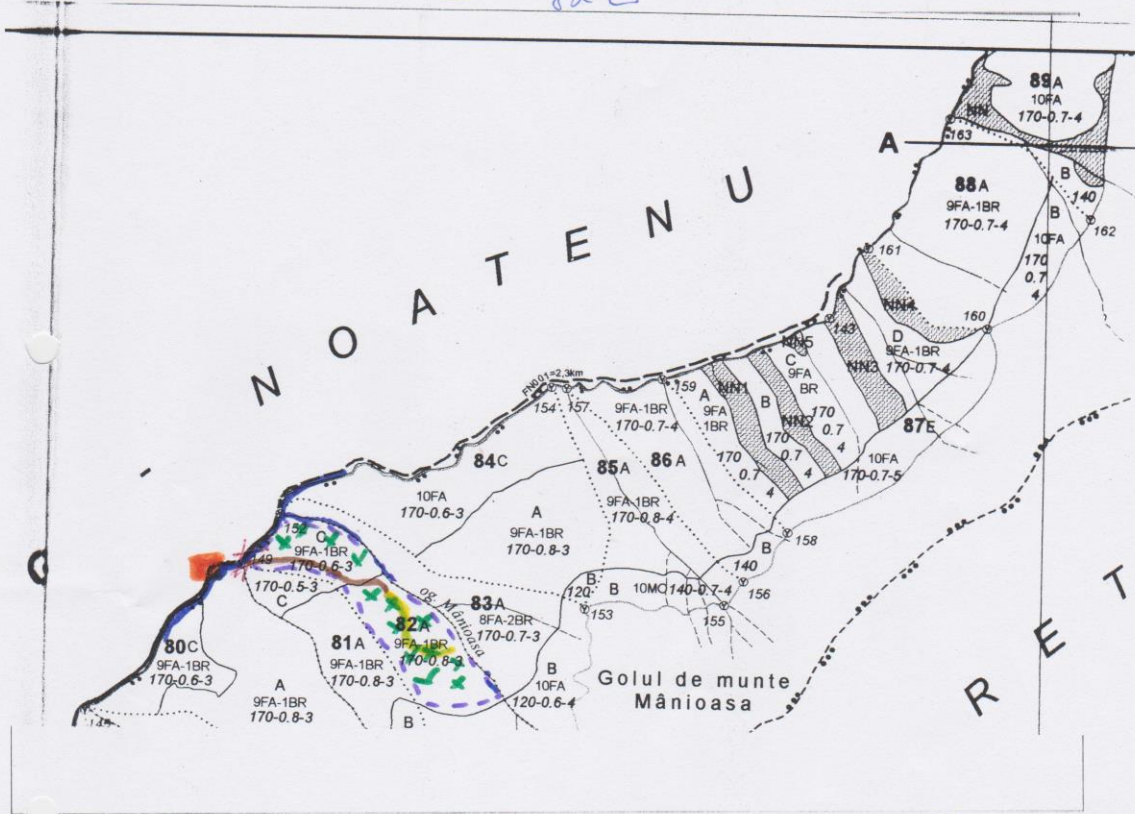 89A
10FA
170-0.7-4
NN
163
A
88A
9FA-1BR
170-0.7-4
B
140
162
B
10FA
170
0.7
4
161
NN4
160
N O A T E N U
143
D
9FA-1BR
170-0.7-4
NN5
C
9FA
BR
170
0.7
4
NN3
87E
10FA
170-0.7-5
FN001=2,3km
154
157
159
9FA-1BR
170-0.7-4
A
9FA
1BR
170
0.7
4
NN1
B
170
0.7
4
NN2
84C
10FA
170-0.6-3
85A
9FA-1BR
170-0.8-4
86A
A
9FA-1BR
170-0.8-3
158
B
140
156
152
C
9FA-1BR
170-0.6-3
149
170-0.5-3
C
og. Mânioasa
83A
8FA-2BR
170-0.7-3
B
120
B
10MO
140-0.7-4
153
155
82A
9FA-1BR
170-0.8-3
81A
9FA-1BR
170-0.8-3
80C
9FA-1BR
170-0.6-3
A
9FA-1BR
170-0.8-3
B
B
10FA
120-0.6-4
Golul de munte
Mânioasa
R E T